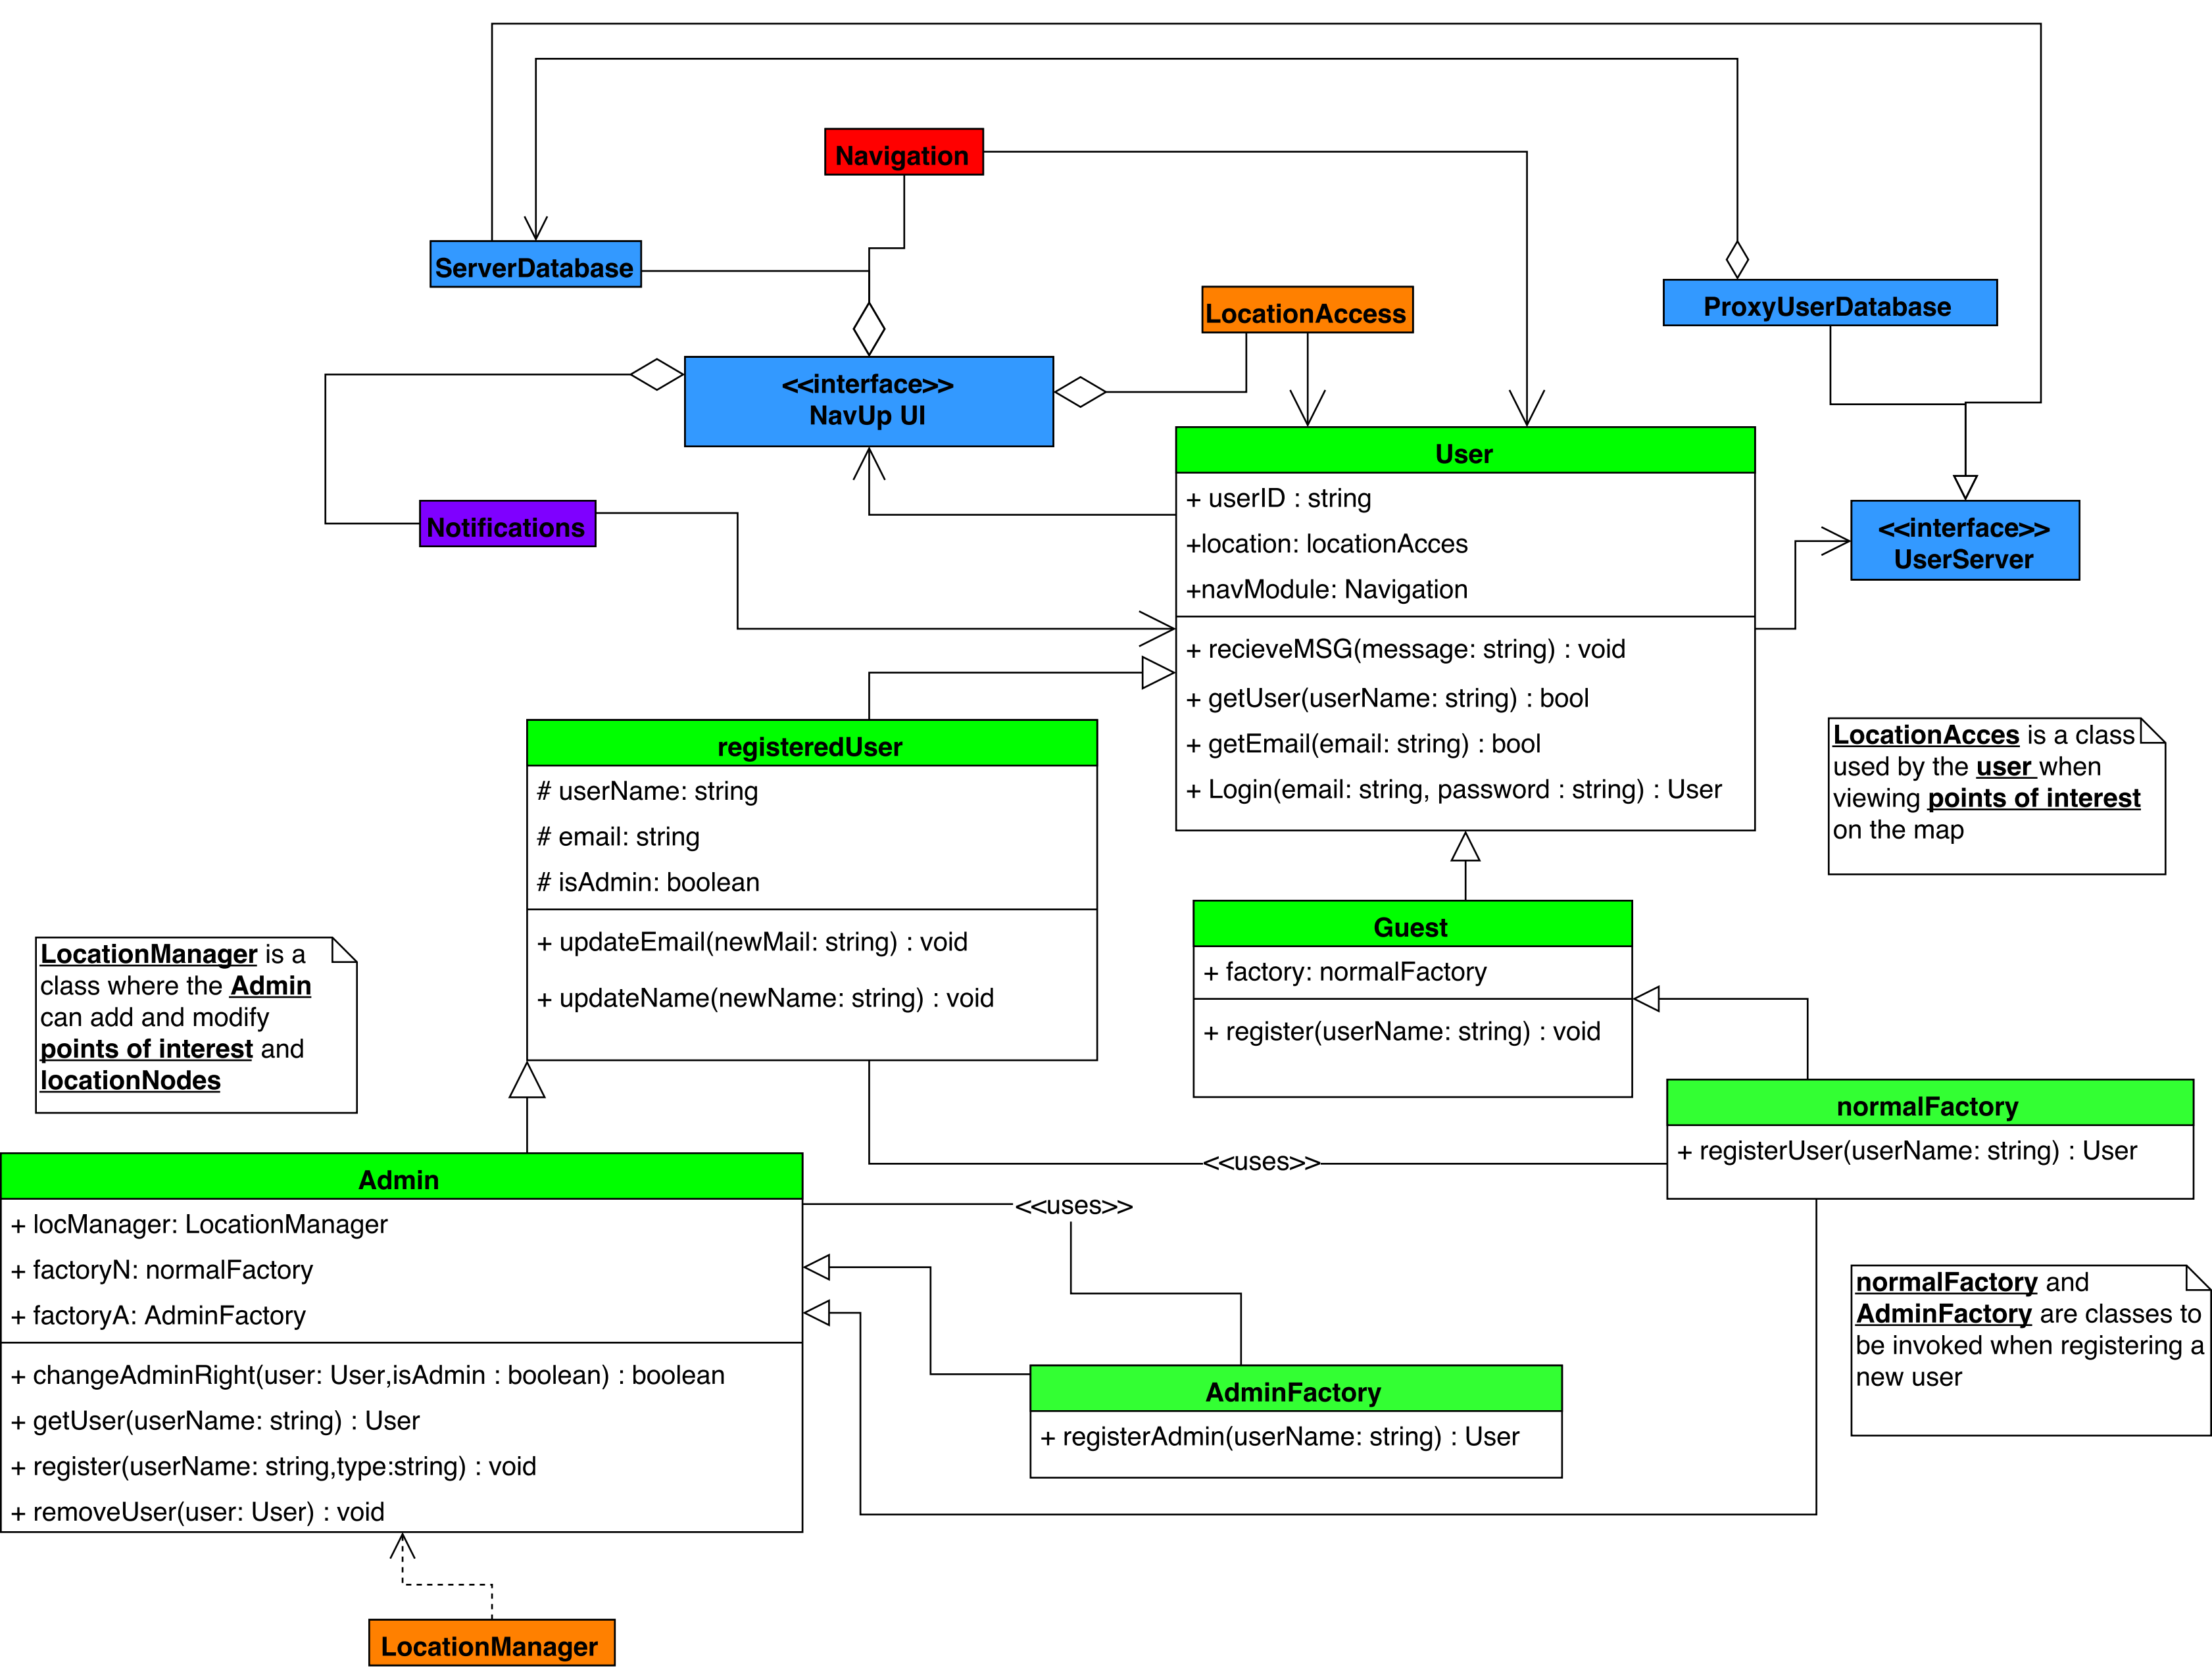 Navigation
ServerDatabase
LocationAccess
ProxyUserDatabase
<<interface>>
NavUp UI
Notifications
User
+ userID : string
+location: locationAcces
+navModule: Navigation
+ recieveMSG(message: string) : void
+ getUser(userName: string) : bool
+ getEmail(email: string) : bool
+ Login(email: string, password : string) : User
<<interface>>
UserServer
registeredUser
# userName: string
# email: string
# isAdmin: boolean
+ updateEmail(newMail: string) : void
+ updateName(newName: string) : void
LocationAcces is a class
used by the user when
viewing points of interest
on the map
Guest
+ factory: normalFactory
+ register(userName: string) : void
LocationManager is a
class where the Admin
can add and modify
points of interest and
locationNodes
normalFactory
+ registerUser(userName: string) : User
<<uses>>
<<uses>>
Admin
+ locManager: LocationManager
+ factoryN: normalFactory
+ factoryA: AdminFactory
+ changeAdminRight(user: User,isAdmin : boolean) : boolean
+ getUser(userName: string) : User
+ register(userName: string,type:string) : void
+ removeUser(user: User) : void
AdminFactory
+ registerAdmin(userName: string) : User
normalFactory and
AdminFactory are classes to
be invoked when registering a
new user
LocationManager